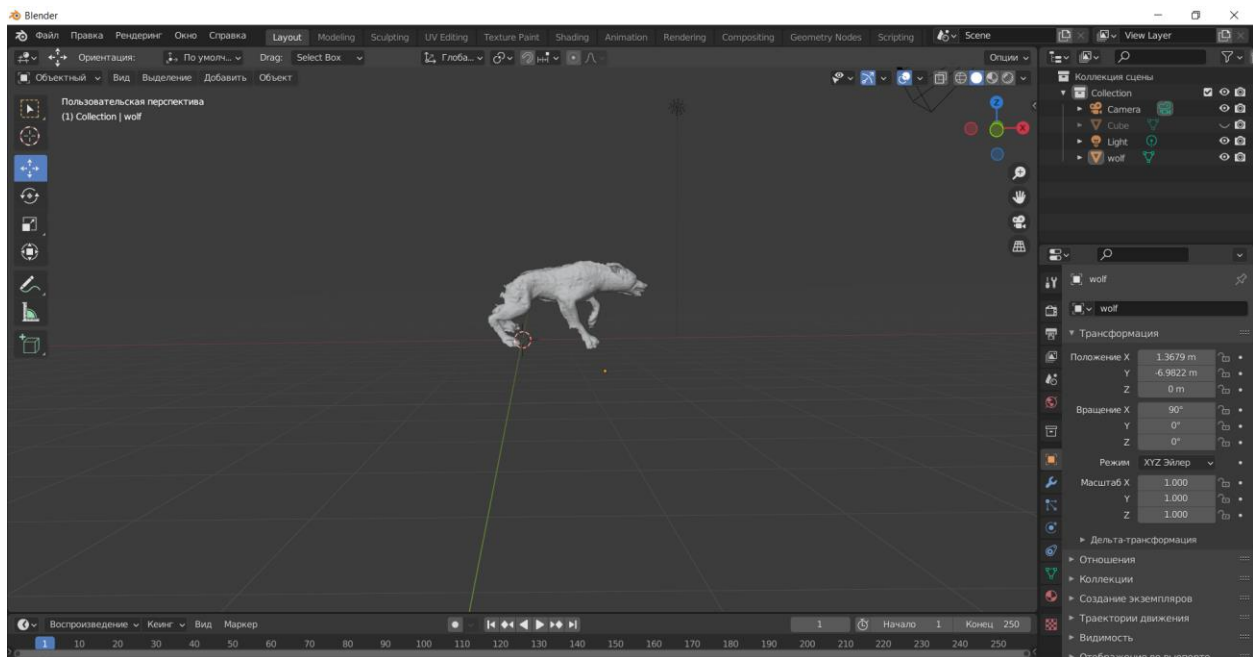 Blender
Файл Правка Рендеринг Окно Справка Layout Modeling Sculpting UV Editing Texture Paint Shading Animation Rendering Compositing Geometry Nodes Scripting Scene View Layer
Ориентация: По умолч... Drag: Select Box Глоба... Опции
Объектный Вид Выделение Добавить Объект
Пользовательская перспектива
(1) Collection | wolf
Z
X
Коллекция сцены
Collection
Camera
Cube
Light
wolf
wolf
wolf
Трансформация
Положение X 1.3679 m
Y -6.9822 m
Z 0 m
Вращение X 90°
Y 0°
Z 0°
Режим XYZ Эйлер
Масштаб X 1.000
Y 1.000
Z 1.000
Дельта-трансформация
Отношения
Коллекции
Создание экземпляров
Траектории движения
Видимость
Воспроизведение Кеинг Вид Маркер 1 Начало 1 Конец 250
1 10 20 30 40 50 60 70 80 90 100 110 120 130 140 150 160 170 180 190 200 210 220 230 240 250